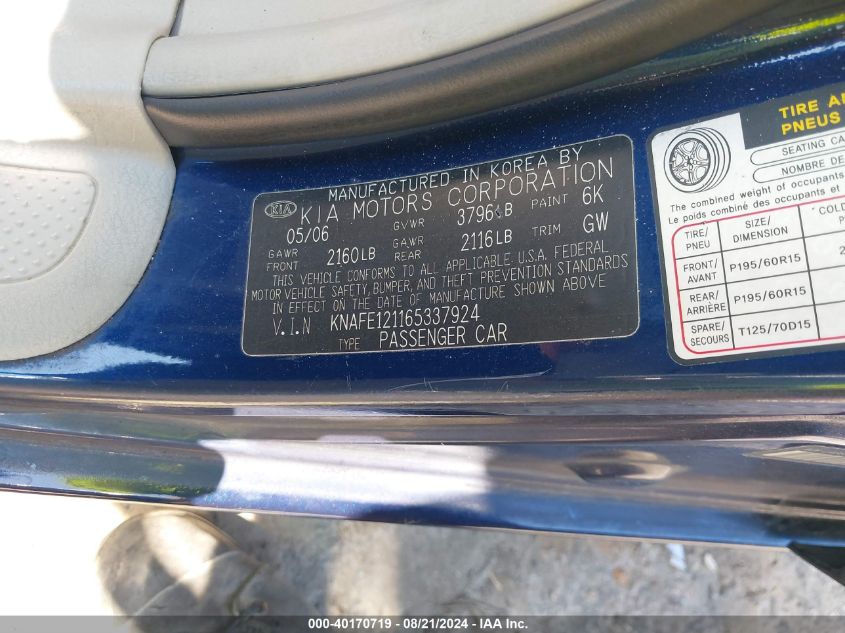 MANUFACTURED IN KOREA BY
KIA KIA MOTORS CORPORATION
05/06 GVWR 3796LB PAINT 6K
GAWR FRONT 2160LB GAWR REAR 2116LB TRIM GW
THIS VEHICLE CONFORMS TO ALL APPLICABLE U.S.A. FEDERAL
MOTOR VEHICLE SAFETY, BUMPER, AND THEFT PREVENTION STANDARDS
IN EFFECT ON THE DATE OF MANUFACTURE SHOWN ABOVE
V.I.N KNAFE121165337924
TYPE PASSENGER CAR
TIRE
PNEUS
SEATING
NOMBRE DE
The combined weight of occupants
Le poids combiné des occupants et
TIRE/
PNEU
SIZE/
DIMENSION
FRONT/
AVANT
P195/60R15
REAR/
ARRIÈRE
P195/60R15
SPARE/
SECOURS
T125/70D15
000-40170719 - 08/21/2024 - IAA Inc.